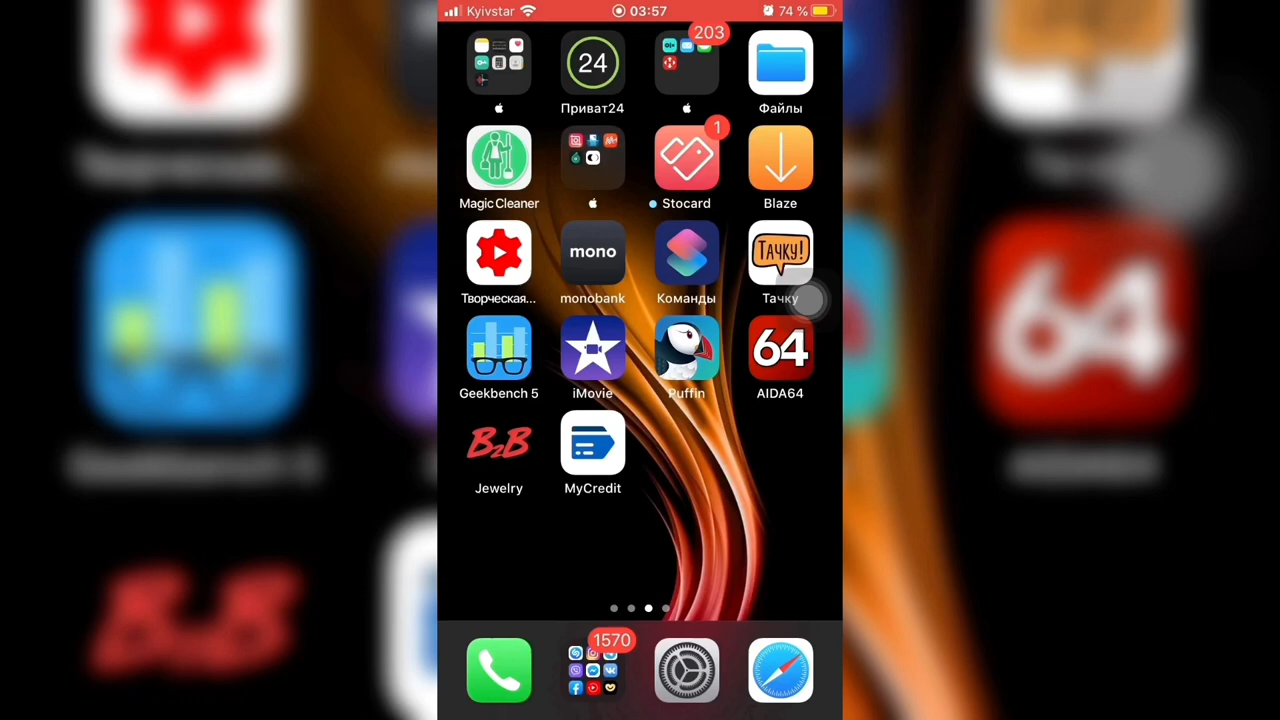 Kyivstar 03:57 74 %
203
24
Приват24 Файлы
1
Magic Cleaner Stocard Blaze
mono ТАЧКУ!
Творческая... monobank Команды Тачку
64
Geekbench 5 iMovie Puffin AIDA64
B2B
Jewelry MyCredit
1570